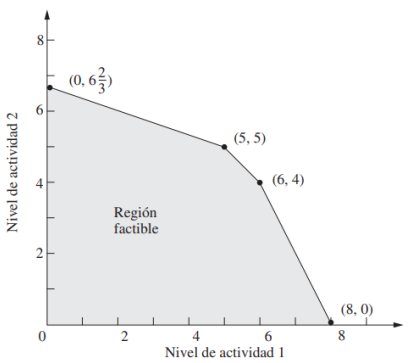 8
(0, 6 2/3)
6
(5, 5)
(6, 4)
4
Nivel de actividad 2
Región
factible
2
(8, 0)
0
2
4
6
8
Nivel de actividad 1